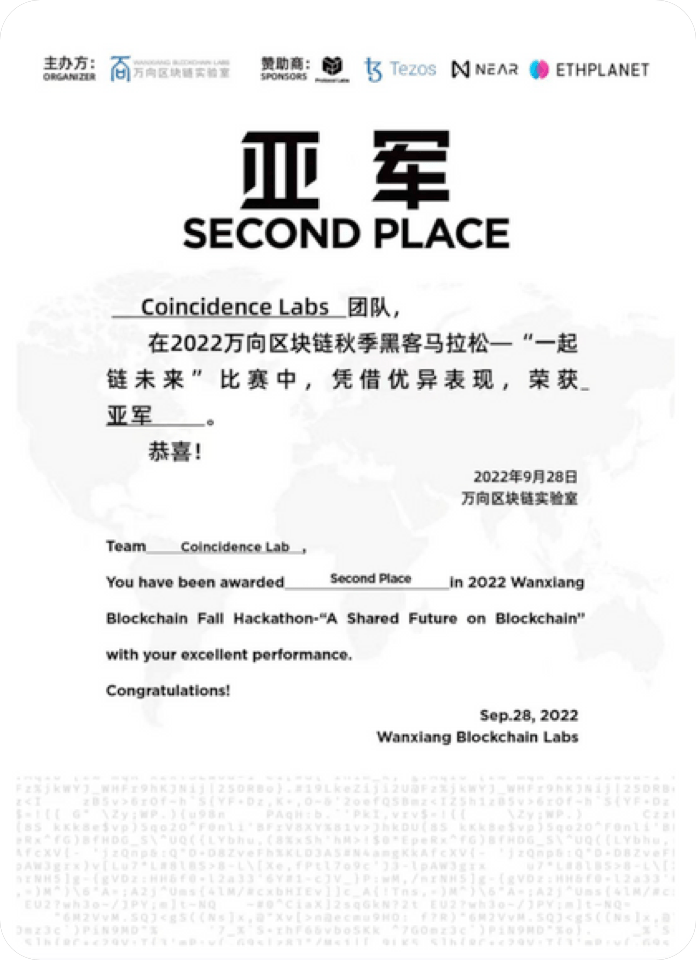 主办方：
ORGANIZER
WANXIANG BLOCKCHAIN LABS
万向区块链实验室
赞助商：
SPONSORS
Protocol Labs
Tezos
NEAR
ETHPLANET
亚军
SECOND PLACE
Coincidence Labs 团队，
在2022万向区块链秋季黑客马拉松—“一起
链未来”比赛中，凭借优异表现，荣获_
亚军 。
恭喜！
2022年9月28日
万向区块链实验室
Team Coincidence Lab ,
You have been awarded Second Place in 2022 Wanxiang
Blockchain Fall Hackathon-“A Shared Future on Blockchain”
with your excellent performance.
Congratulations!
Sep.28, 2022
Wanxiang Blockchain Labs